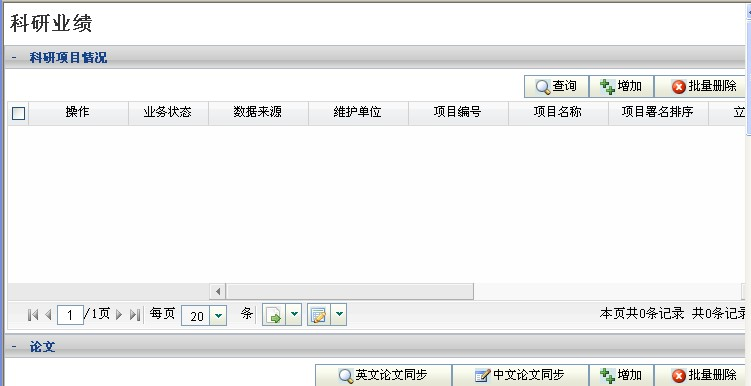 科研业绩
- 科研项目情况
查询 增加 批量删除
操作 业务状态 数据来源 维护单位 项目编号 项目名称 项目署名排序 立
1 /1页 每页 20 条 本页共0条记录 共0条记
- 论文
英文论文同步 中文论文同步 增加 批量删除